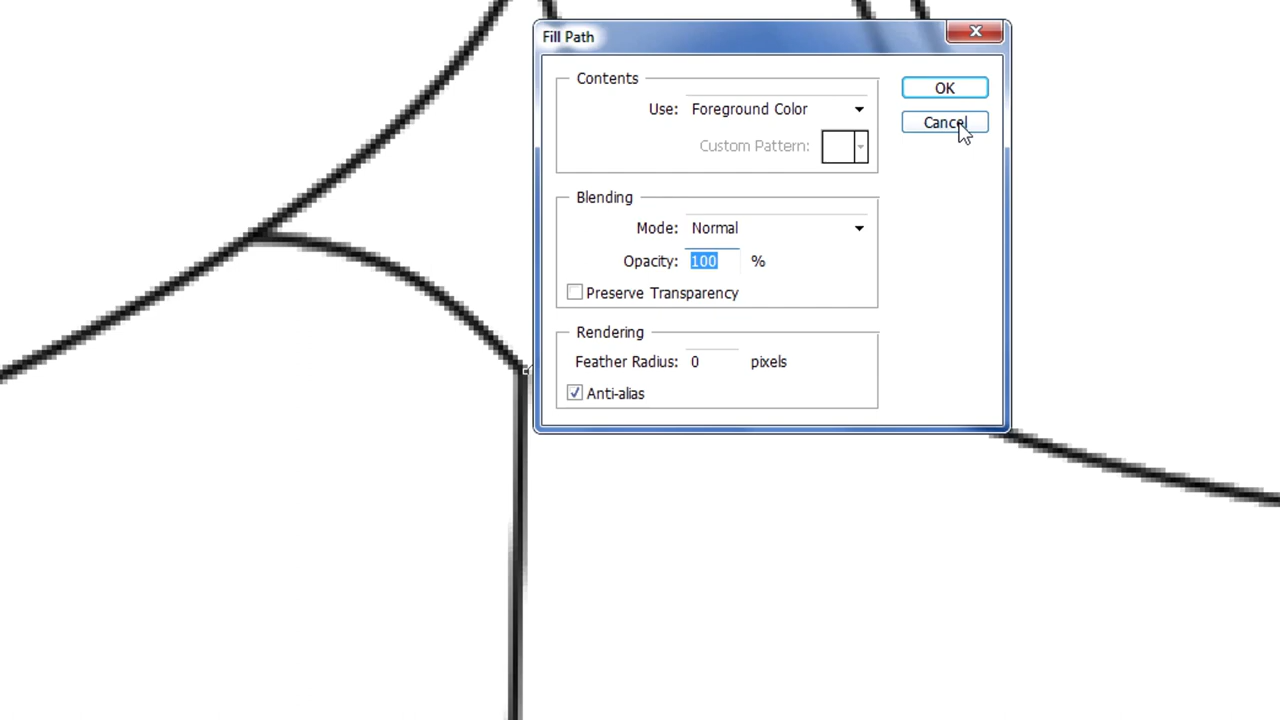 Fill Path
Contents
OK
Use: Foreground Color
Cancel
Custom Pattern:
Blending
Mode: Normal
Opacity: 100 %
Preserve Transparency
Rendering
Feather Radius: 0 pixels
Anti-alias